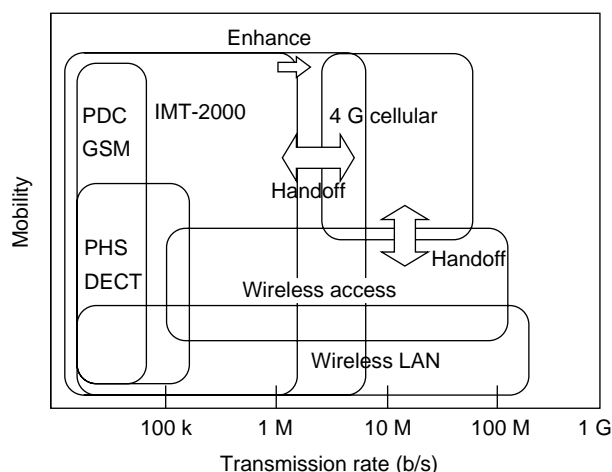 Enhance
PDC
GSM
IMT-2000
4 G cellular
Handoff
PHS
DECT
Handoff
Wireless access
Wireless LAN
Mobility
100 k
1 M
10 M
100 M
1 G
Transmission rate (b/s)